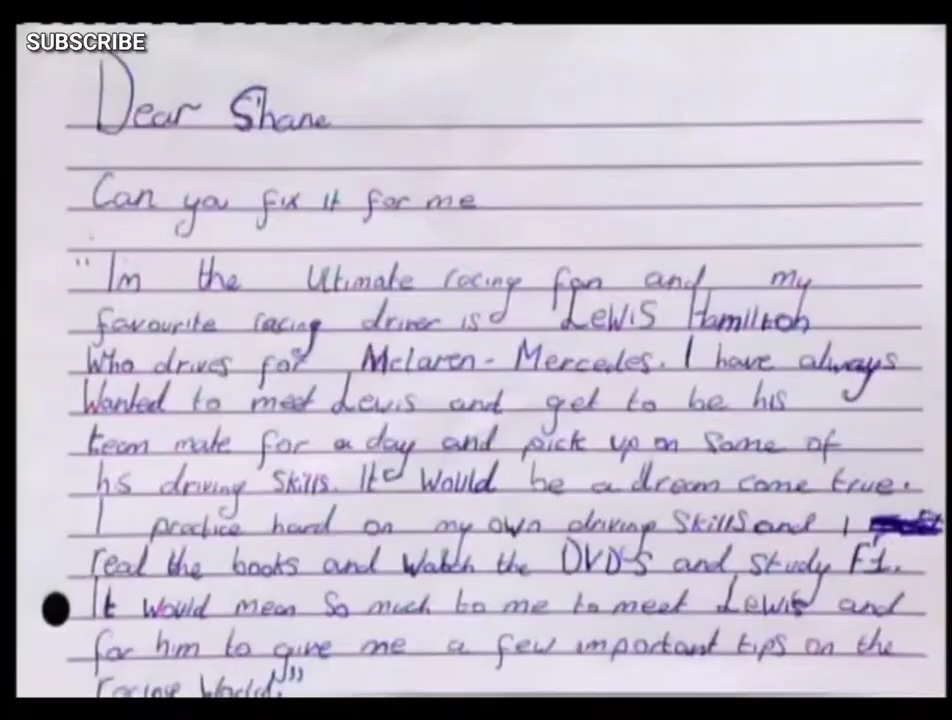 SUBSCRIBE
Dear Shane
Can you fix it for me
"Im the Ultimate racing fan and my
favourite racing driver is LeWiS Hamilton
Who drives for Mclaren-Mercedes. I have always
Wanted to meet Lewis and get to be his
team mate for a day and pick up on some of
his driving skills. It Would be a dream come true.
I practice hard on my own driving Skills and I
read the books and Watch the DVD'S and Study F1.
It Would mean So much to me to meet Lewis and
for him to give me a few important tips on the
racing World."